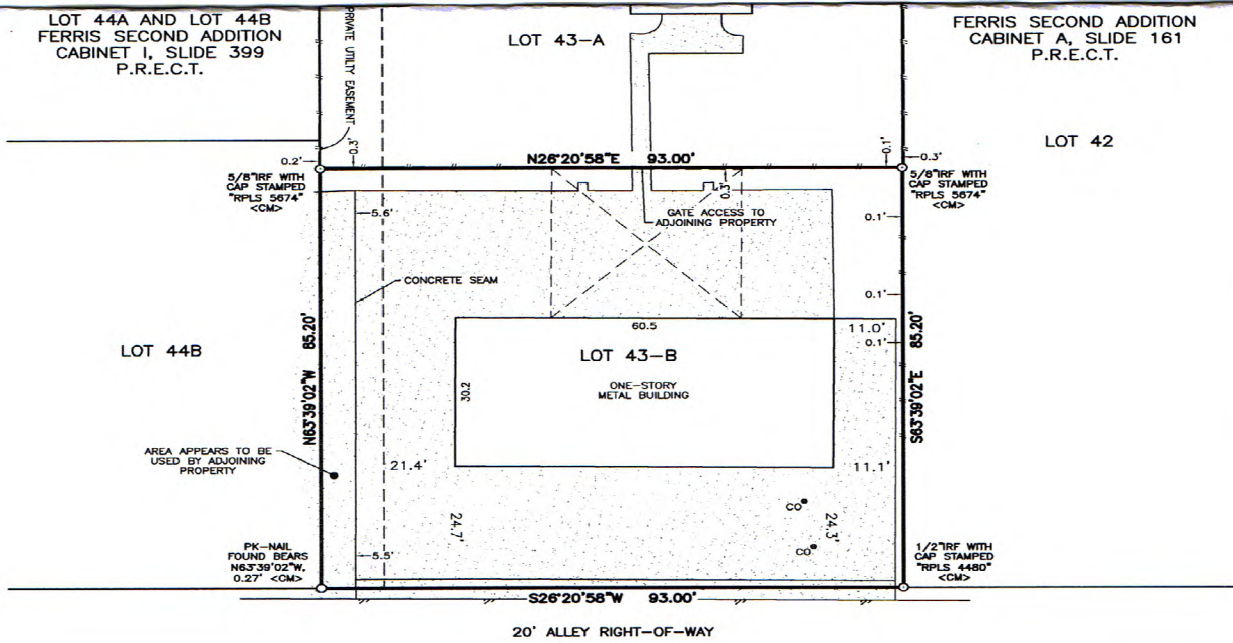 LOT 44A AND LOT 44B
FERRIS SECOND ADDITION
CABINET I, SLIDE 399
P.R.E.C.T.
PRIVATE UTILITY EASEMENT
LOT 43-A
FERRIS SECOND ADDITION
CABINET A, SLIDE 161
P.R.E.C.T.
LOT 42
0.2'
0.3'
N26°20'58"E 93.00'
0.1'
0.3'
5/8"IRF WITH
CAP STAMPED
"RPLS 5674"
<CM>
5/8"IRF WITH
CAP STAMPED
"RPLS 5674"
<CM>
0.3'
5.6'
GATE ACCESS TO
ADJOINING PROPERTY
0.1'
CONCRETE SEAM
0.1'
60.5
11.0'
0.1'
LOT 44B
N63°39'02"W 85.20'
LOT 43-B
S63°39'02"E 85.20'
30.2
ONE-STORY
METAL BUILDING
AREA APPEARS TO BE
USED BY ADJOINING
PROPERTY
21.4'
11.1'
CO
24.7'
24.3'
CO
PK-NAIL
FOUND BEARS
N63°39'02"W,
0.27' <CM>
5.5'
1/2"IRF WITH
CAP STAMPED
"RPLS 4480"
<CM>
S26°20'58"W 93.00'
20' ALLEY RIGHT-OF-WAY